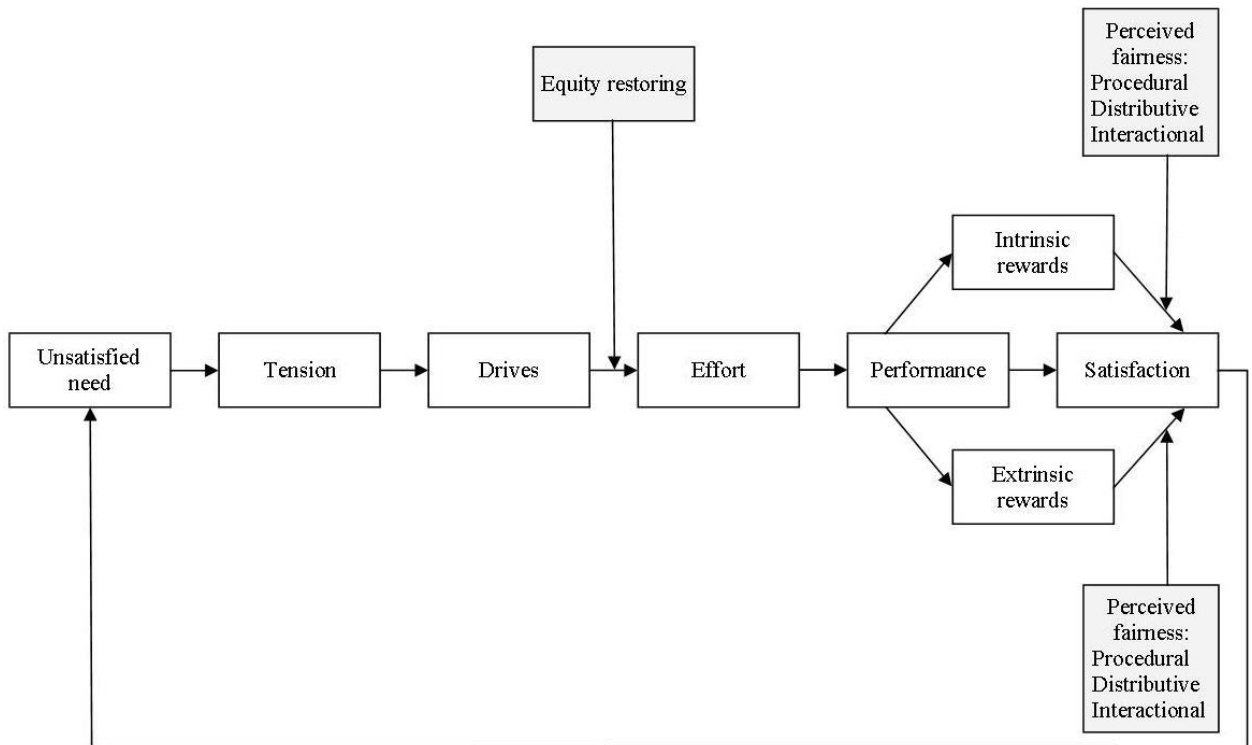 Perceived
fairness:
Procedural
Distributive
Interactional
Equity restoring
Intrinsic
rewards
Unsatisfied
need
Tension
Drives
Effort
Performance
Satisfaction
Extrinsic
rewards
Perceived
fairness:
Procedural
Distributive
Interactional